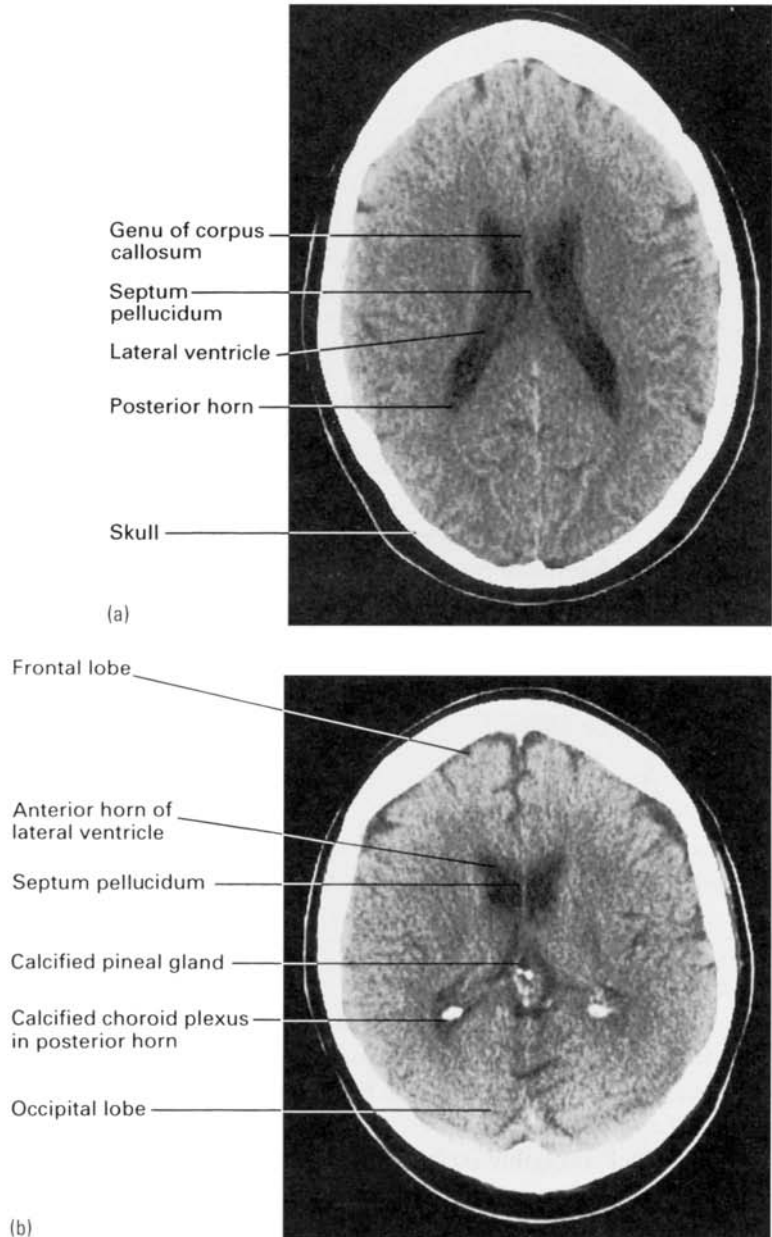 Genu of corpus
callosum
Septum
pellucidum
Lateral ventricle
Posterior horn
Skull
(a)
Frontal lobe
Anterior horn of
lateral ventricle
Septum pellucidum
Calcified pineal gland
Calcified choroid plexus
in posterior horn
Occipital lobe
(b)